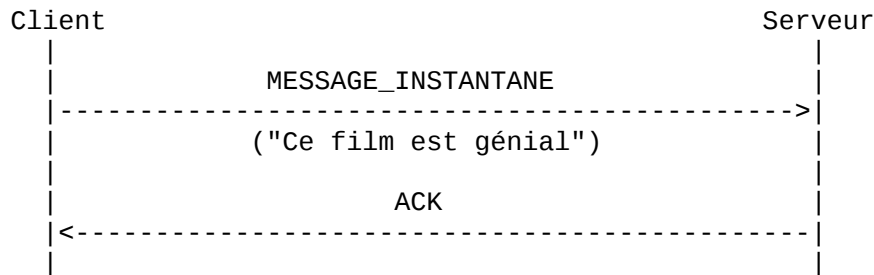 Client Serveur
MESSAGE_INSTANTANE
("Ce film est génial")
ACK